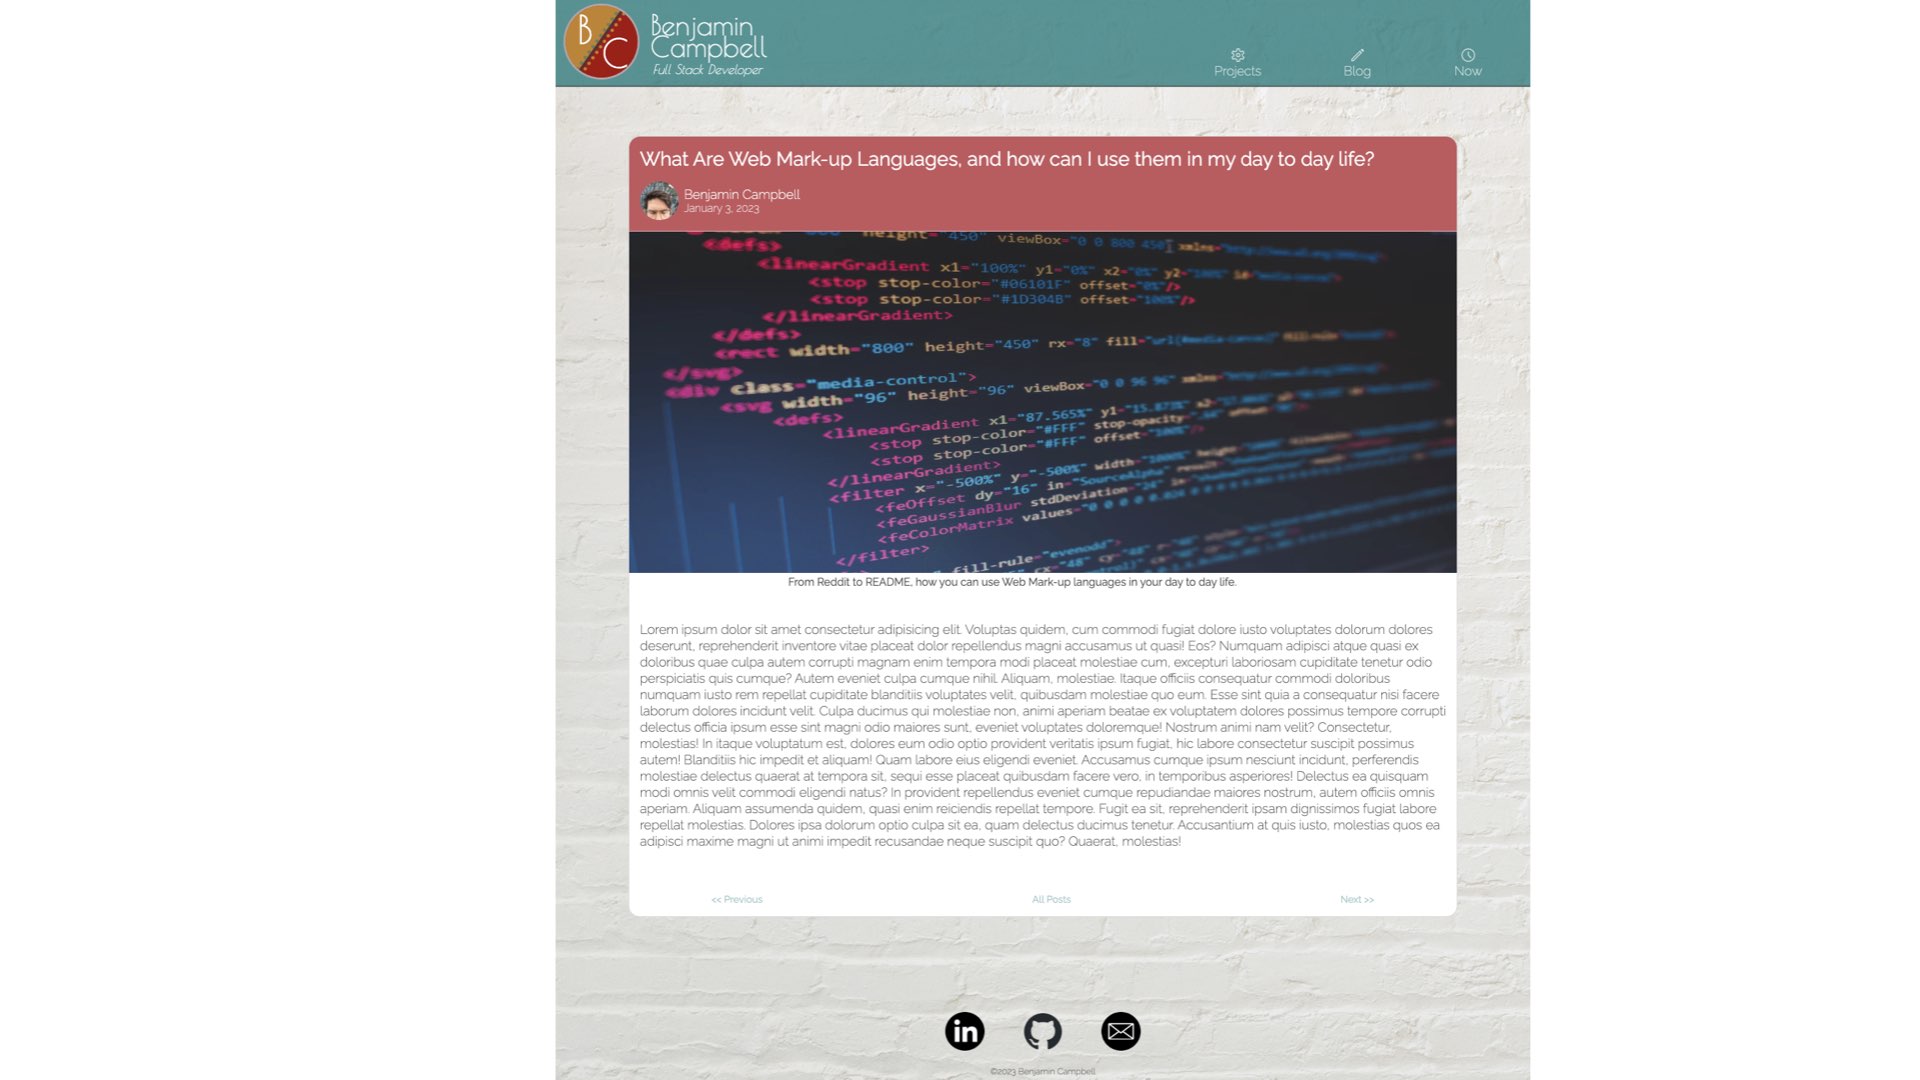 B
C
Benjamin
Campbell
Full Stack Developer
Projects
Blog
Now
What Are Web Mark-up Languages, and how can I use them in my day to day life?
Benjamin Campbell
January 3, 2023
height="450" viewBox="0 0 800 450"
<defs>
<linearGradient x1="100%" y1="0%" x2="0%" y2="100%"
<stop stop-color="#06101F" offset="0%"/>
<stop stop-color="#1D304B" offset="100%"/>
</linearGradient>
</defs>
<rect width="800" height="450" rx="8" fill=
</svg>
<div class="media-control">
<svg width="96" height="96" viewBox="0 0 96 96"
<defs>
<linearGradient x1="87.565%" y1="15.873%"
<stop stop-color="#FFF" stop-opacity=
<stop stop-color="#FFF" offset="100%"/>
</linearGradient>
<filter x="-500%" y="-500%" width="1000%" height=
<feOffset dy="16" in="SourceAlpha"
<feGaussianBlur stdDeviation="24"
<feColorMatrix values="0 0 0 0
</filter>
fill-rule="evenodd">
From Reddit to README, how you can use Web Mark-up languages in your day to day life.
Lorem ipsum dolor sit amet consectetur adipisicing elit. Voluptas quidem, cum commodi fugiat dolore iusto voluptates dolorum dolores
deserunt, reprehenderit inventore vitae placeat dolor repellendus magni accusamus ut quasi! Eos? Numquam adipisci atque quasi ex
doloribus quae culpa autem corrupti magnam enim tempora modi placeat molestiae cum, excepturi laboriosam cupiditate tenetur odio
perspiciatis quis cumque? Autem eveniet culpa cumque nihil. Aliquam, molestiae. Itaque officiis consequatur commodi doloribus
numquam iusto rem repellat cupiditate blanditiis voluptates velit, quibusdam molestiae quo eum. Esse sint quia a consequatur nisi facere
laborum dolores incidunt velit. Culpa ducimus qui molestiae non, animi aperiam beatae ex voluptatem dolores possimus tempore corrupti
delectus officia ipsum esse sint magni odio maiores sunt, eveniet voluptates doloremque! Nostrum animi nam velit? Consectetur,
molestias! In itaque voluptatum est, dolores eum odio optio provident veritatis ipsum fugiat, hic labore consectetur suscipit possimus
autem! Blanditiis hic impedit et aliquam! Quam labore eius eligendi eveniet. Accusamus cumque ipsum nesciunt incidunt, perferendis
molestiae delectus quaerat at tempora sit, sequi esse placeat quibusdam facere vero, in temporibus asperiores! Delectus ea quisquam
modi omnis velit commodi eligendi natus? In provident repellendus eveniet cumque repudiandae maiores nostrum, autem officiis omnis
aperiam. Aliquam assumenda quidem, quasi enim reiciendis repellat tempore. Fugit ea sit, reprehenderit ipsam dignissimos fugiat labore
repellat molestias. Dolores ipsa dolorum optio culpa sit ea, quam delectus ducimus tenetur. Accusantium at quis iusto, molestias quos ea
adipisci maxime magni ut animi impedit recusandae neque suscipit quo? Quaerat, molestias!
<< Previous
All Posts
Next >>
in
©2023 Benjamin Campbell